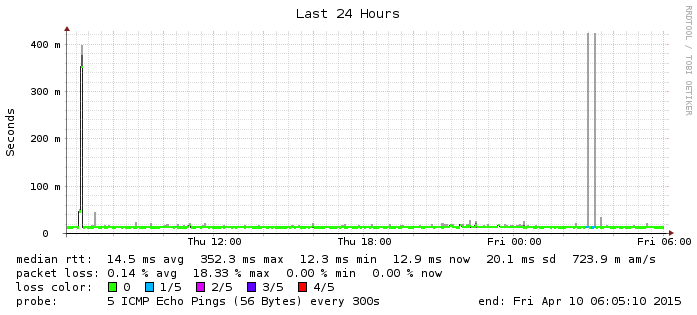 Last 24 Hours
RRDTOOL / TOBI OETIKER
Seconds
400 m
300 m
200 m
100 m
0
Thu 12:00 Thu 18:00 Fri 00:00 Fri 06:00
median rtt: 14.5 ms avg 352.3 ms max 12.3 ms min 12.9 ms now 20.1 ms sd 723.9 m am/s
packet loss: 0.14 % avg 18.33 % max 0.00 % min 0.00 % now
loss color: 0 1/5 2/5 3/5 4/5
probe: 5 ICMP Echo Pings (56 Bytes) every 300s end: Fri Apr 10 06:05:10 2015